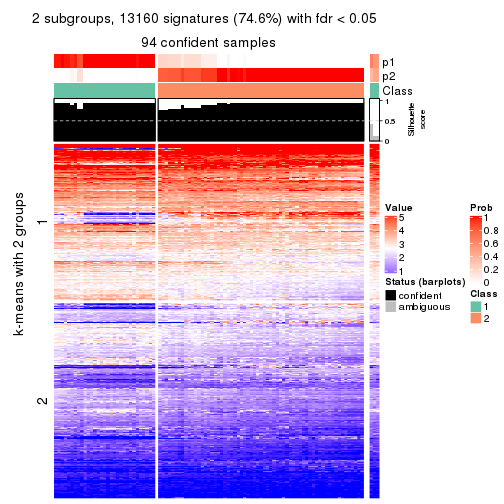 2 subgroups, 13160 signatures (74.6%) with fdr < 0.05
94 confident samples
p1
p2
Class
1
0.5
0
Silhouette
score
k-means with 2 groups
1
2
Value
5
4
3
2
1
Status (barplots)
confident
ambiguous
Prob
1
0.8
0.6
0.4
0.2
0
Class
1
2